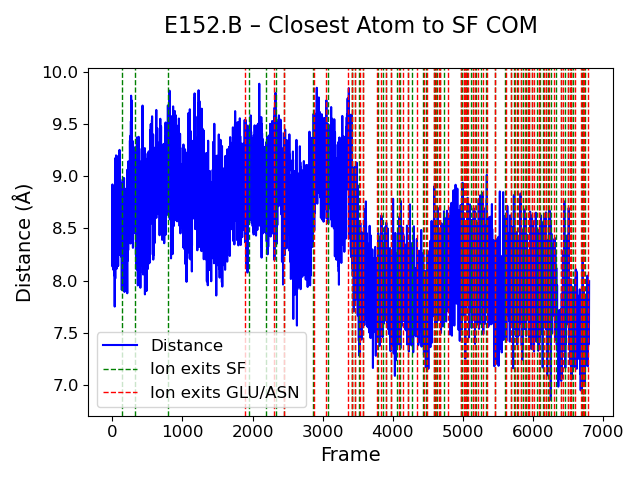 E152.B – Closest Atom to SF COM
10.0
9.5
9.0
8.5
8.0
7.5
7.0
Distance (Å)
Distance
Ion exits SF
Ion exits GLU/ASN
0 1000 2000 3000 4000 5000 6000 7000
Frame